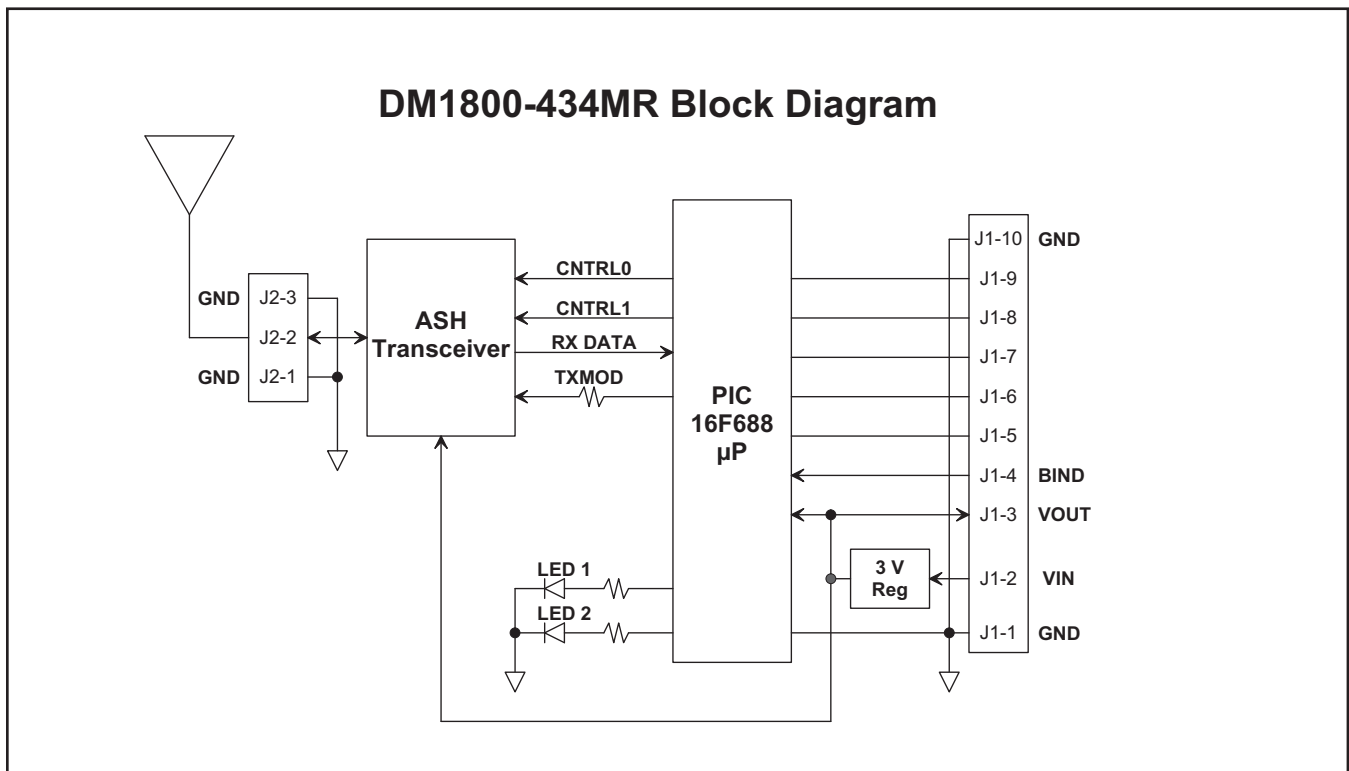 DM1800-434MR Block Diagram
GND
J2-3
J2-2
GND
J2-1
ASH
Transceiver
CNTRL0
CNTRL1
RX DATA
TXMOD
PIC
16F688
µP
LED 1
LED 2
3 V
Reg
J1-10 GND
J1-9
J1-8
J1-7
J1-6
J1-5
J1-4 BIND
J1-3 VOUT
J1-2 VIN
J1-1 GND